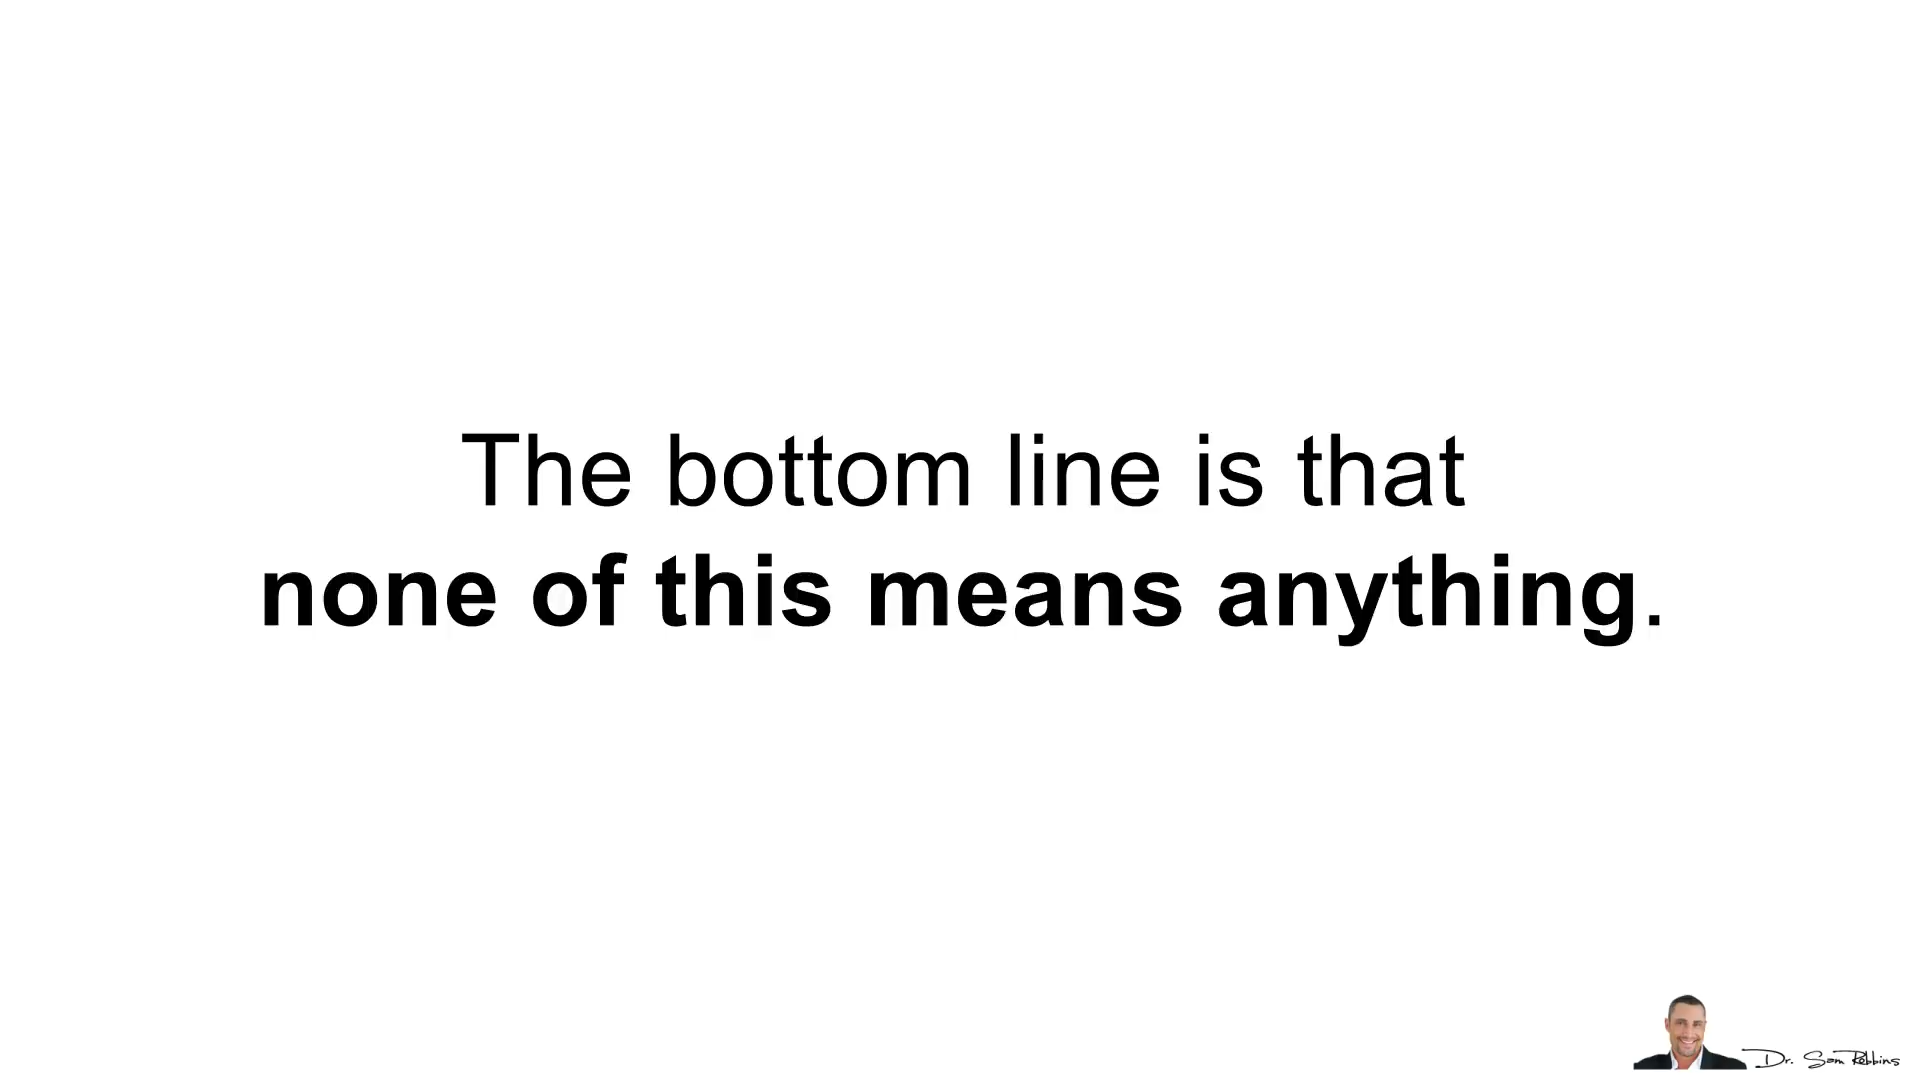 The bottom line is that
none of this means anything.
Dr. Sam Robbins